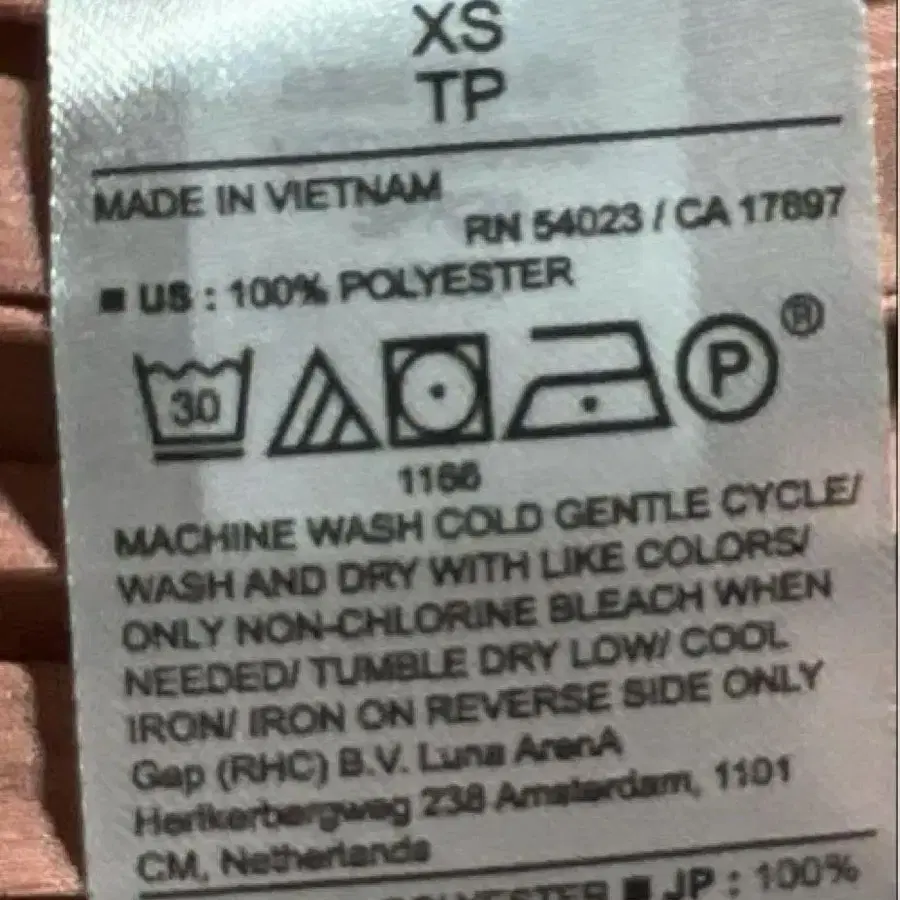 XS
TP
MADE IN VIETNAM
RN 54023 / CA 17897
■ US : 100% POLYESTER
30
P ®
1166
MACHINE WASH COLD GENTLE CYCLE/
WASH AND DRY WITH LIKE COLORS/
ONLY NON-CHLORINE BLEACH WHEN
NEEDED/ TUMBLE DRY LOW/ COOL
IRON/ IRON ON REVERSE SIDE ONLY
Gap (RHC) B.V. Luna ArenA
Herikerbergweg 238 Amsterdam, 1101
CM, Netherlands
POLYESTER ■ JP : 100%